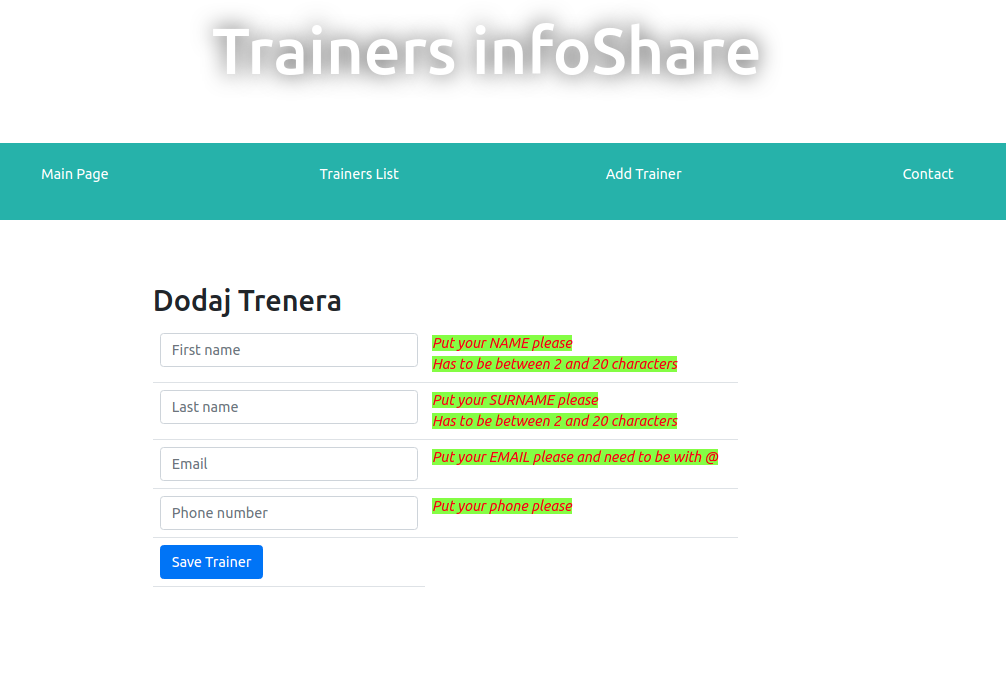 Trainers infoShare
Main Page
Trainers List
Add Trainer
Contact
Dodaj Trenera
First name
Put your NAME please
Has to be between 2 and 20 characters
Last name
Put your SURNAME please
Has to be between 2 and 20 characters
Email
Put your EMAIL please and need to be with @
Phone number
Put your phone please
Save Trainer